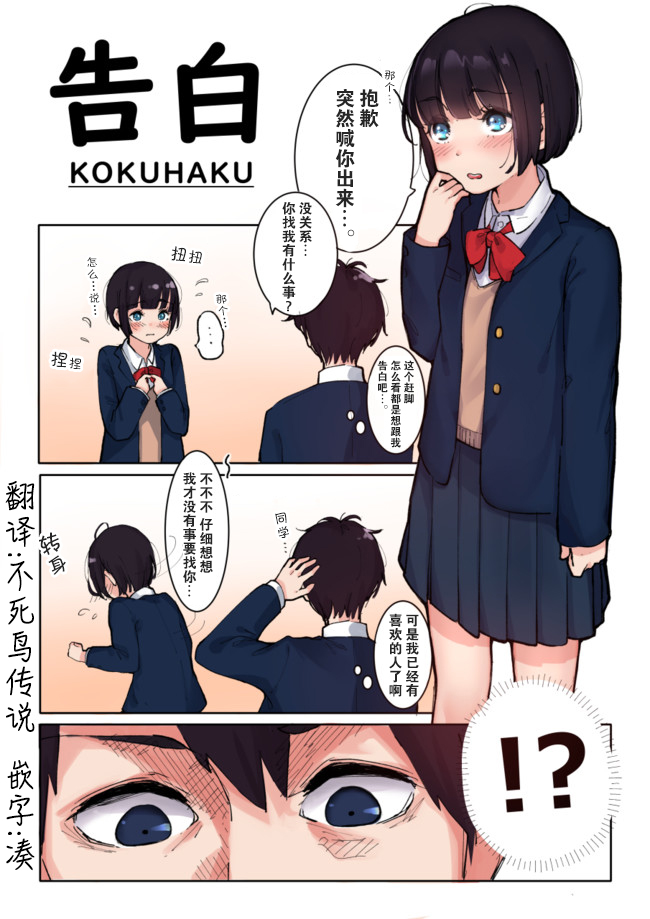 告白
KOKUHAKU
那个…
抱歉
突然喊你出来…。
没关系…
你找我有什么事?
扭扭
怎么…说…
那个…
...
捏捏
这个赶脚
怎么看都是想跟我
告白吧…。
不不不 仔细想想
我才没有事要找你…
同学…
转身
可是我已经有
喜欢的人了啊
!?
翻译:不死鸟传说 嵌字:凑